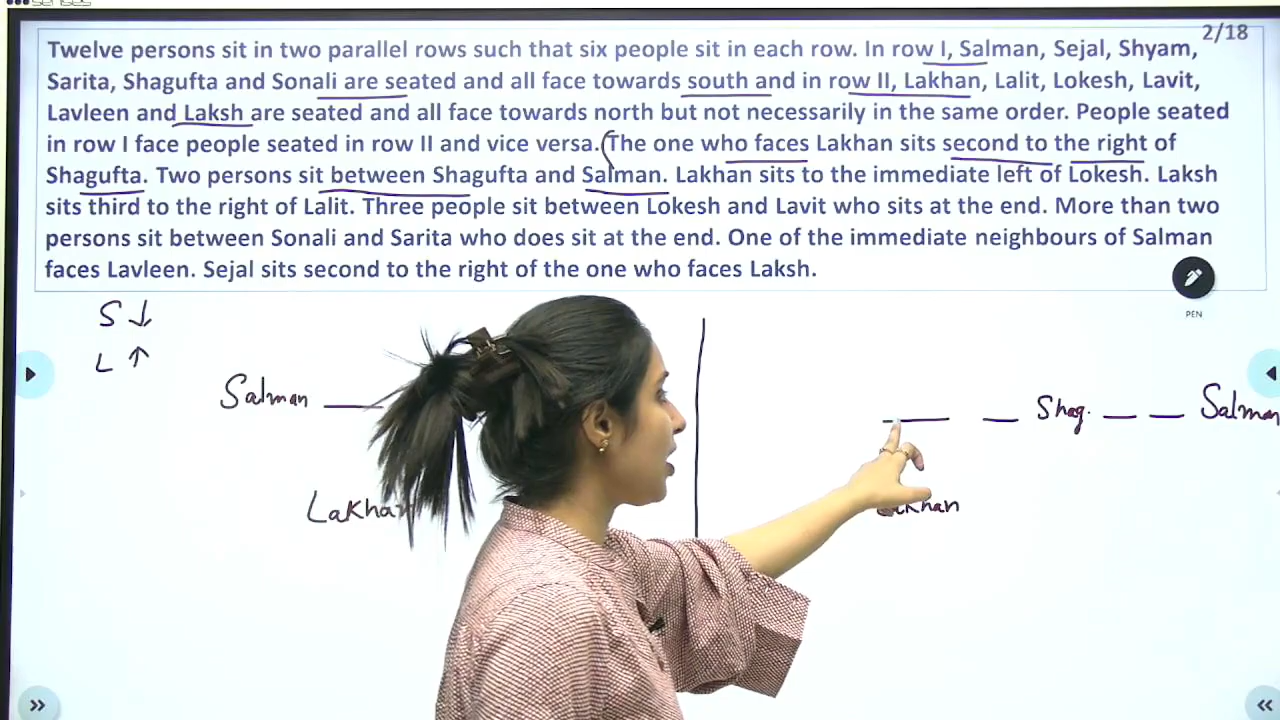 2/18
Twelve persons sit in two parallel rows such that six people sit in each row. In row I, Salman, Sejal, Shyam,
Sarita, Shagufta and Sonali are seated and all face towards south and in row II, Lakhan, Lalit, Lokesh, Lavit,
Lavleen and Laksh are seated and all face towards north but not necessarily in the same order. People seated
in row I face people seated in row II and vice versa. The one who faces Lakhan sits second to the right of
Shagufta. Two persons sit between Shagufta and Salman. Lakhan sits to the immediate left of Lokesh. Laksh
sits third to the right of Lalit. Three people sit between Lokesh and Lavit who sits at the end. More than two
persons sit between Sonali and Sarita who does sit at the end. One of the immediate neighbours of Salman
faces Lavleen. Sejal sits second to the right of the one who faces Laksh.
PEN
S ↓
L ↑
Salman
Shag. Salman
Lakhan
Lakhan